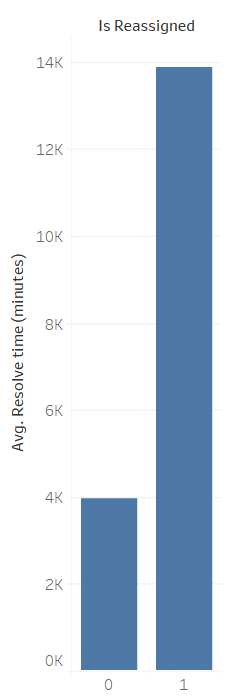 Is Reassigned
14K
12K
10K
8K
6K
4K
2K
0K
Avg. Resolve time (minutes)
0 1